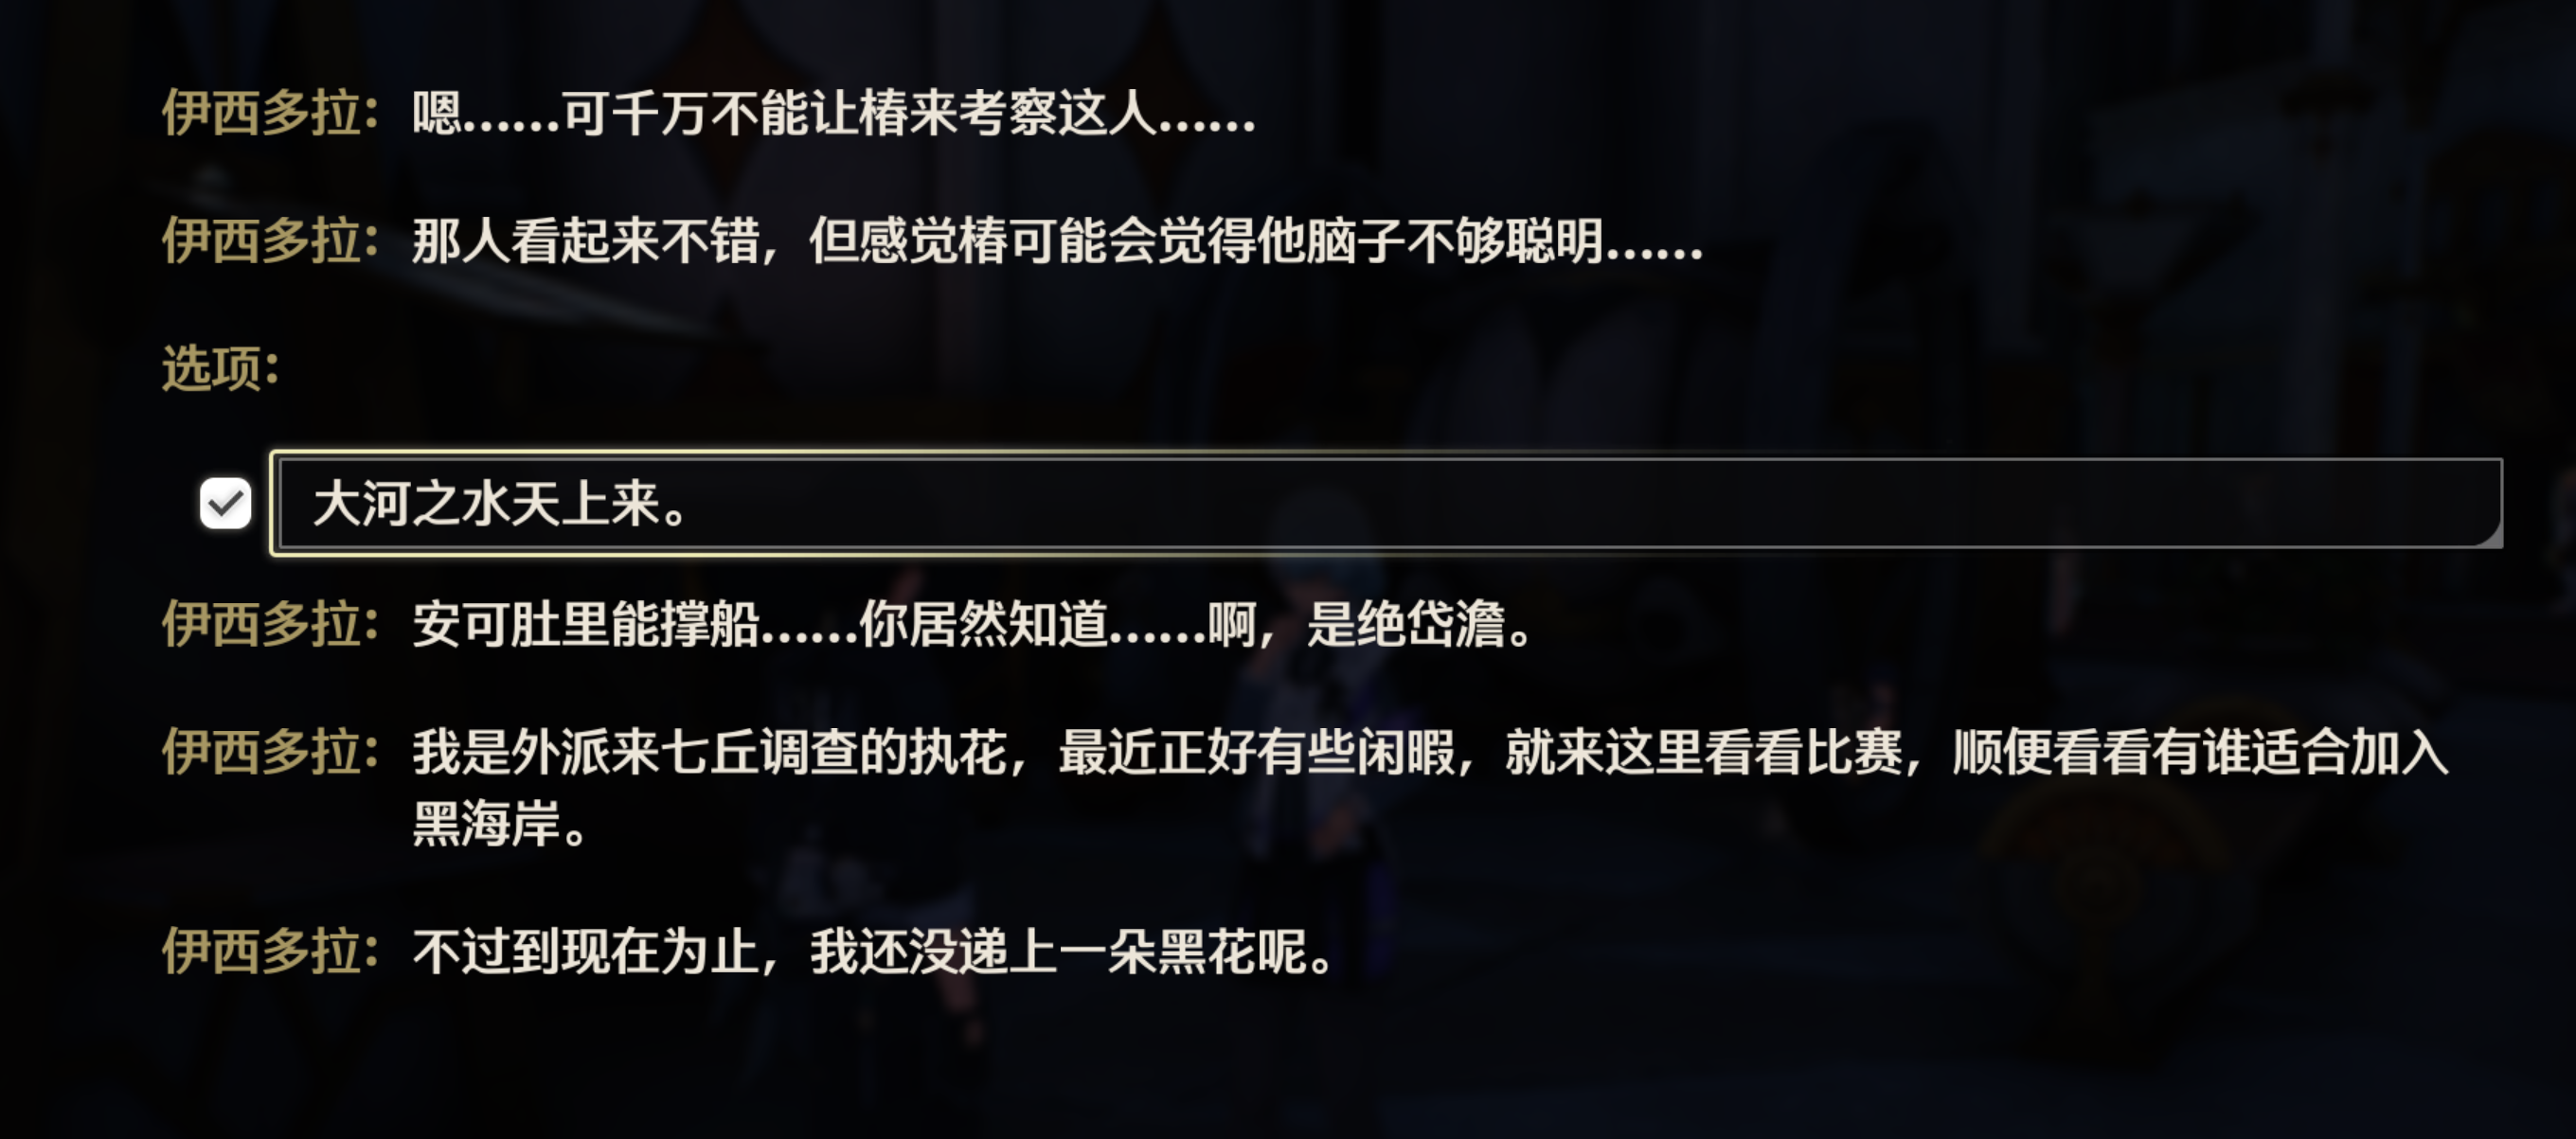 伊西多拉：嗯……可千万不能让椿来考察这人……
伊西多拉：那人看起来不错，但感觉椿可能会觉得他脑子不够聪明……
选项：
大河之水天上来。
伊西多拉：安可肚里能撑船……你居然知道……啊，是绝岱澹。
伊西多拉：我是外派来七丘调查的执花，最近正好有些闲暇，就来这里看看比赛，顺便看看有谁适合加入
黑海岸。
伊西多拉：不过到现在为止，我还没递上一朵黑花呢。